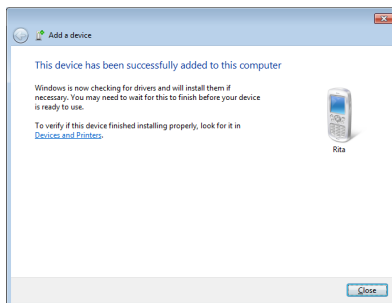 Add a device
This device has been successfully added to this computer
Windows is now checking for drivers and will install them if
necessary. You may need to wait for this to finish before your device
is ready to use.
To verify if this device finished installing properly, look for it in
Devices and Printers.
Rita
Close